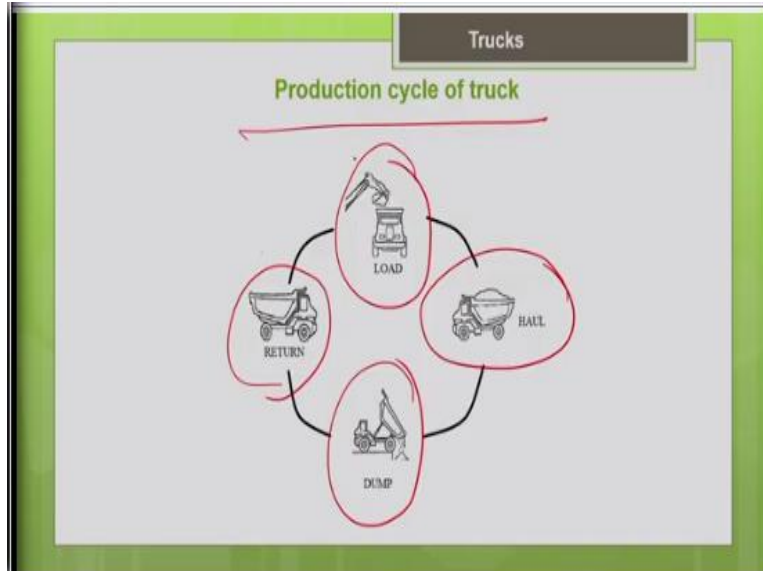 Trucks
Production cycle of truck
LOAD
HAUL
RETURN
DUMP